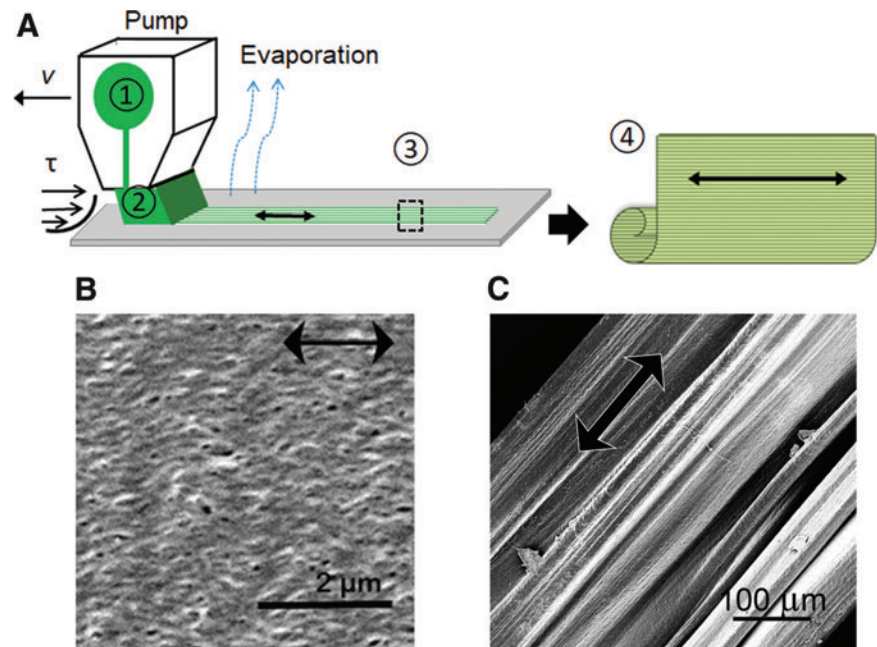 A
Pump
v
Evaporation
①
③
④
τ
②
B
C
2 μm
100 μm